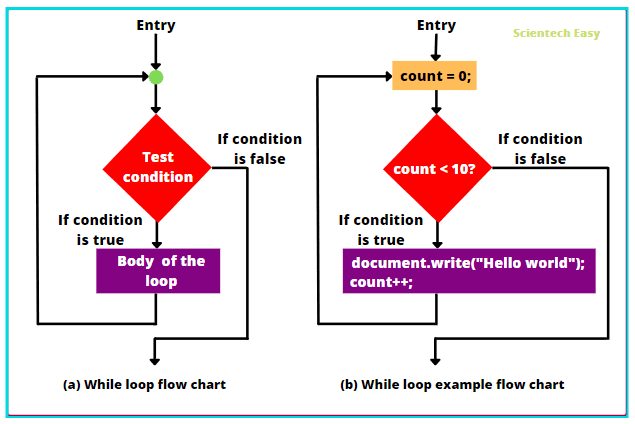 Entry
Test
condition
If condition
is false
If condition
is true
Body of the
loop
(a) While loop flow chart
Entry
Scientech Easy
count = 0;
count < 10?
If condition
is false
If condition
is true
document.write("Hello world");
count++;
(b) While loop example flow chart